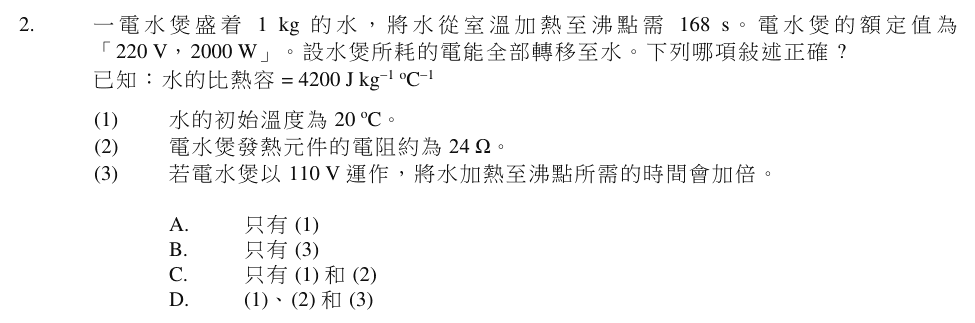 2. 一電水煲盛着 1 kg 的水，將水從室溫加熱至沸點需 168 s。電水煲的額定值為
「220 V，2000 W」。設水煲所耗的電能全部轉移至水。下列哪項敍述正確？
已知：水的比熱容 = 4200 J kg⁻¹ ºC⁻¹
(1) 水的初始溫度為 20 ºC。
(2) 電水煲發熱元件的電阻約為 24 Ω。
(3) 若電水煲以 110 V 運作，將水加熱至沸點所需的時間會加倍。
A. 只有 (1)
B. 只有 (3)
C. 只有 (1) 和 (2)
D. (1)、(2) 和 (3)